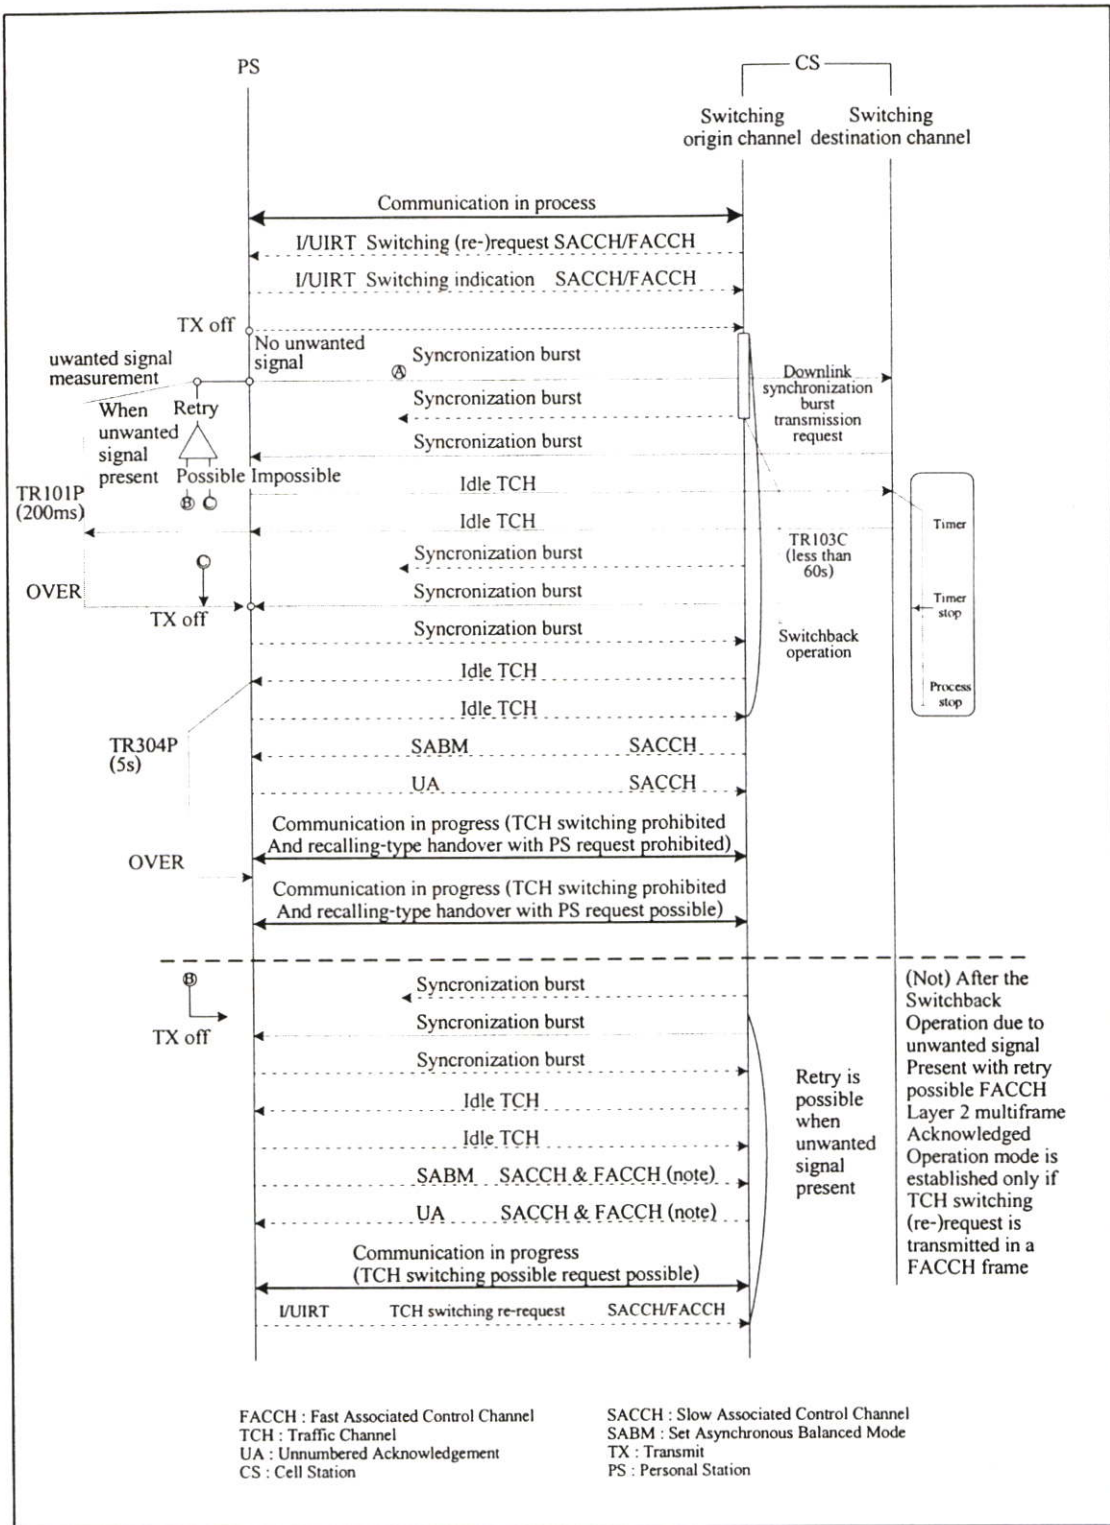 PS
CS
Switching
origin channel
Switching
destination channel
Communication in process
I/UIRT Switching (re-)request SACCH/FACCH
I/UIRT Switching indication SACCH/FACCH
TX off
No unwanted
signal
uwanted signal
measurement
Syncronization burst
A
Downlink
synchronization
burst
transmission
request
When
unwanted
signal
present
Retry
Syncronization burst
Syncronization burst
Possible Impossible
B C
TR101P
(200ms)
Idle TCH
Idle TCH
Timer
TR103C
(less than
60s)
Syncronization burst
C
OVER
TX off
Syncronization burst
Timer
stop
Syncronization burst
Switchback
operation
Idle TCH
Process
stop
Idle TCH
TR304P
(5s)
SABM SACCH
UA SACCH
Communication in progress (TCH switching prohibited
And recalling-type handover with PS request prohibited)
OVER
Communication in progress (TCH switching prohibited
And recalling-type handover with PS request possible)
B
TX off
Syncronization burst
Syncronization burst
Syncronization burst
Idle TCH
Idle TCH
SABM SACCH & FACCH (note)
UA SACCH & FACCH (note)
Communication in progress
(TCH switching possible request possible)
I/UIRT TCH switching re-request SACCH/FACCH
Retry is
possible
when
unwanted
signal
present
(Not) After the
Switchback
Operation due to
unwanted signal
Present with retry
possible FACCH
Layer 2 multiframe
Acknowledged
Operation mode is
established only if
TCH switching
(re-)request is
transmitted in a
FACCH frame
FACCH : Fast Associated Control Channel
TCH : Traffic Channel
UA : Unnumbered Acknowledgement
CS : Cell Station
SACCH : Slow Associated Control Channel
SABM : Set Asynchronous Balanced Mode
TX : Transmit
PS : Personal Station